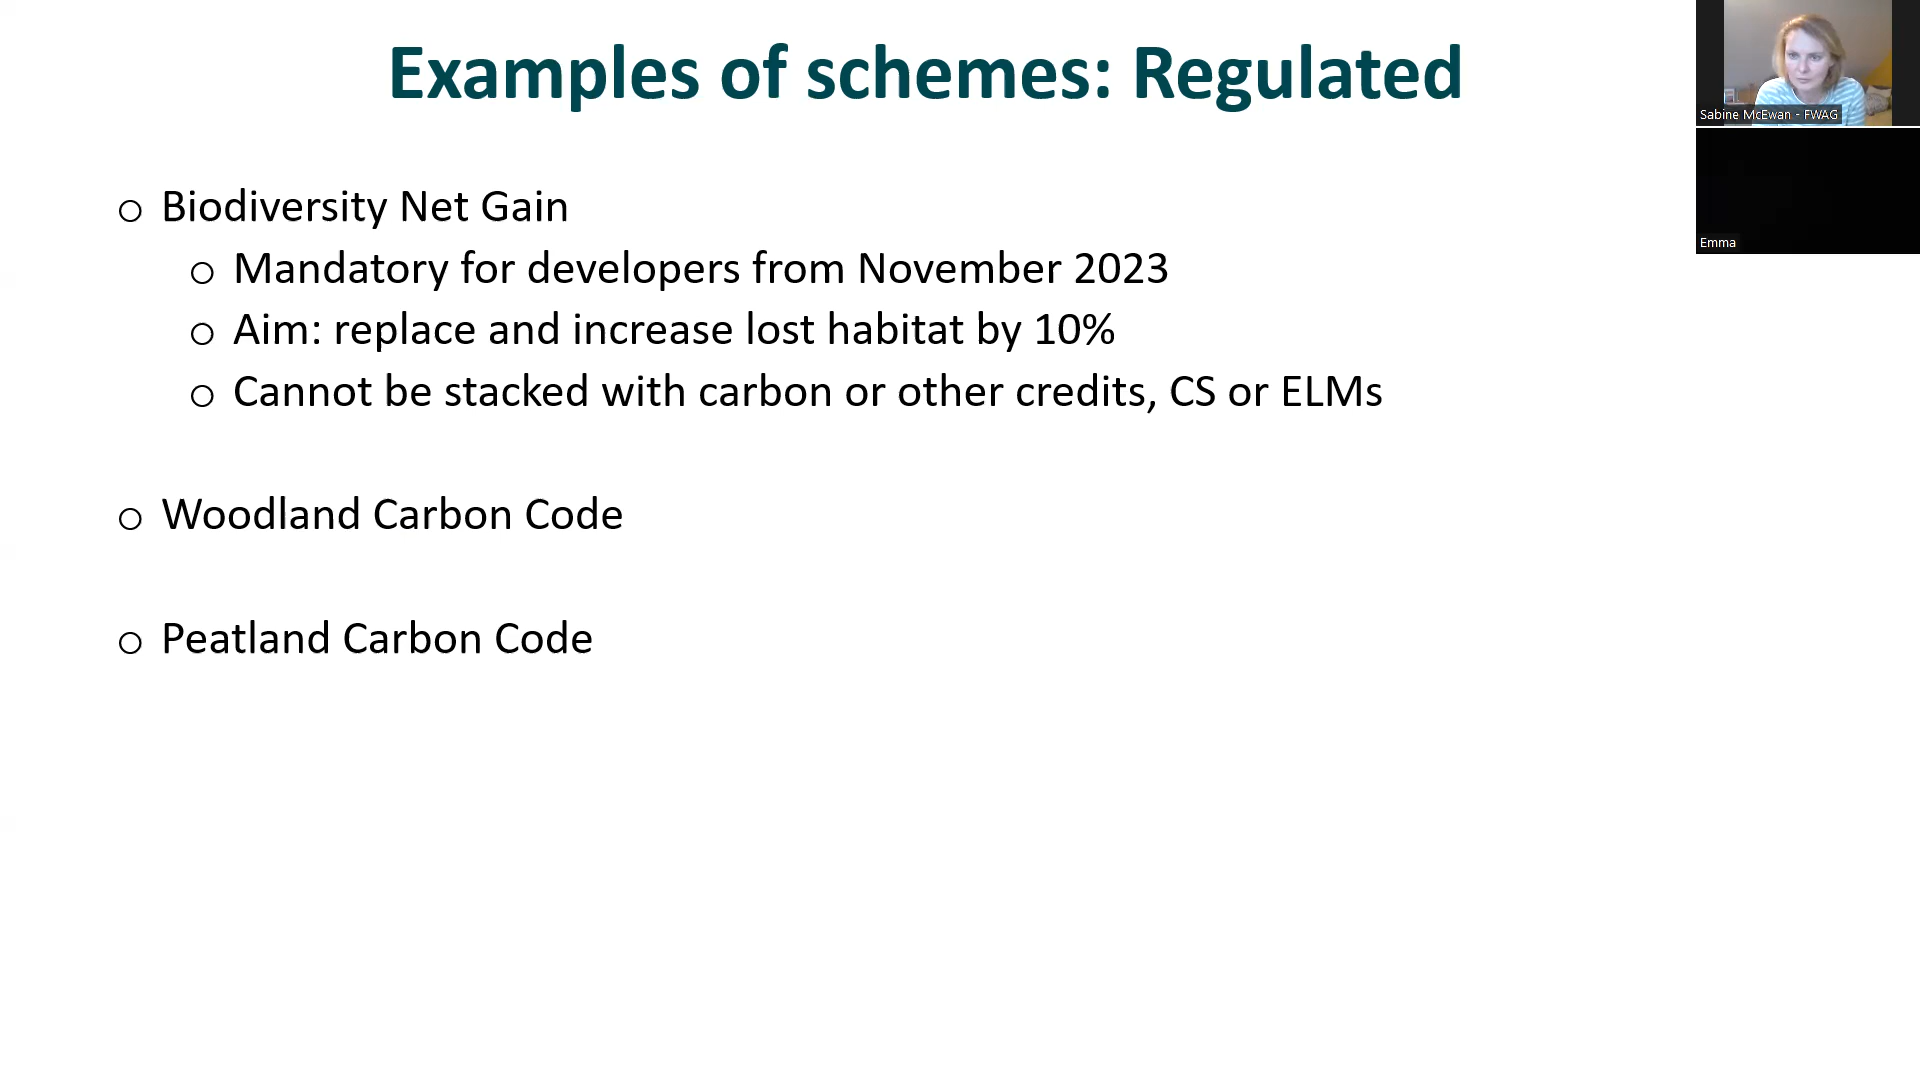 Examples of schemes: Regulated
Sabine McEwan - FWAG
Emma
o Biodiversity Net Gain
o Mandatory for developers from November 2023
o Aim: replace and increase lost habitat by 10%
o Cannot be stacked with carbon or other credits, CS or ELMs
o Woodland Carbon Code
o Peatland Carbon Code